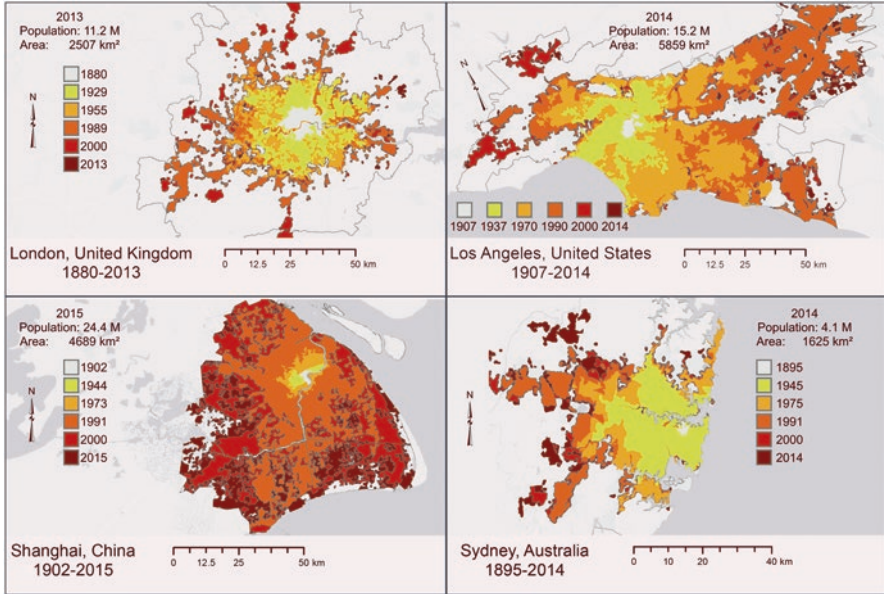 2013
Population: 11.2 M
Area: 2507 km²
1880
1929
1955
1989
2000
2013
N
London, United Kingdom
1880-2013
0 12.5 25 50 km
2014
Population: 15.2 M
Area: 5859 km²
N
1907 1937 1970 1990 2000 2014
Los Angeles, United States
1907-2014
0 12.5 25 50 km
2015
Population: 24.4 M
Area: 4689 km²
1902
1944
1973
1991
2000
2015
N
Shanghai, China
1902-2015
0 12.5 25 50 km
2014
Population: 4.1 M
Area: 1625 km²
1895
1945
1975
1991
2000
2014
N
Sydney, Australia
1895-2014
0 10 20 40 km